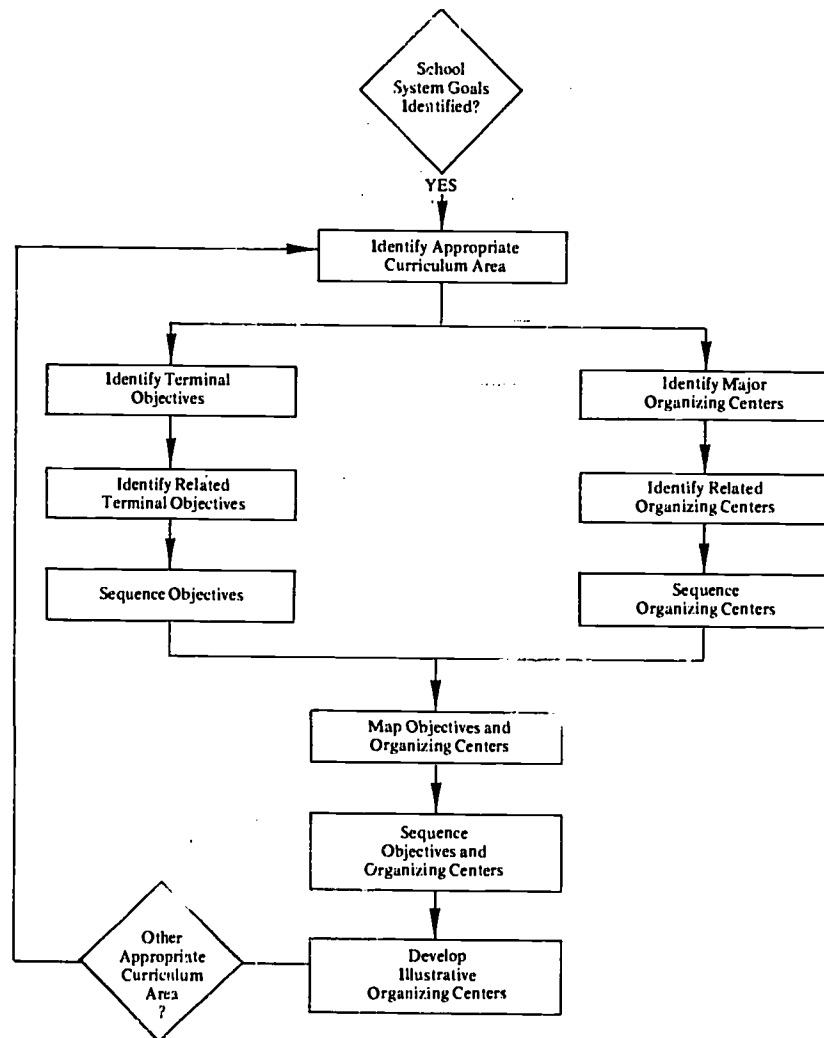 School
System Goals
Identified?
YES
Identify Appropriate
Curriculum Area
Identify Terminal
Objectives
Identify Major
Organizing Centers
Identify Related
Terminal Objectives
Identify Related
Organizing Centers
Sequence Objectives
Sequence
Organizing Centers
Map Objectives and
Organizing Centers
Sequence
Objectives and
Organizing Centers
Other
Appropriate
Curriculum
Area
?
Develop
Illustrative
Organizing Centers